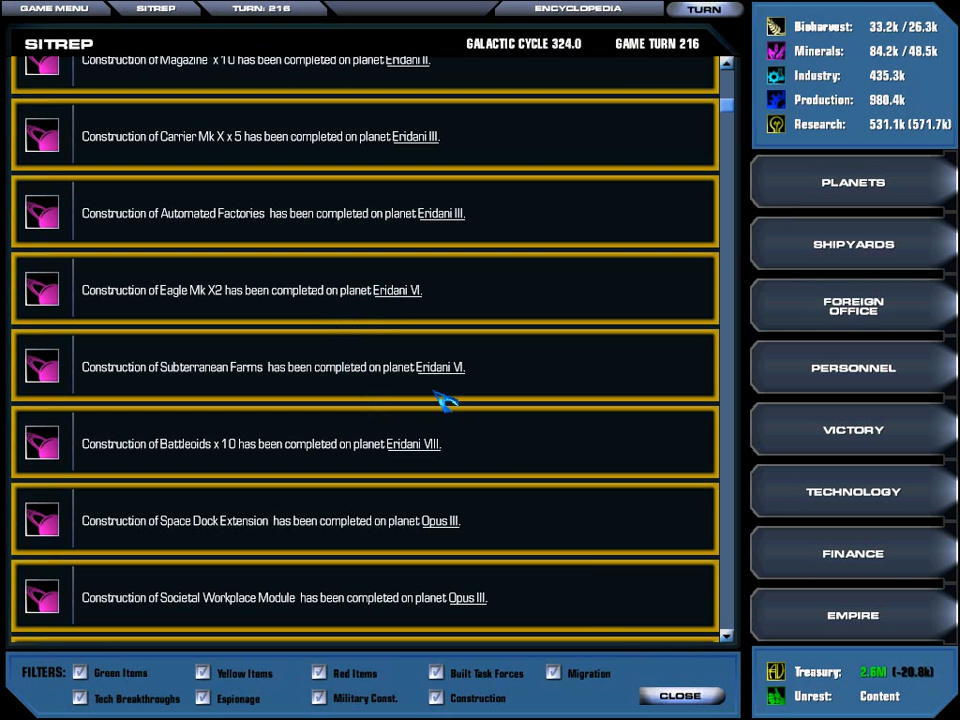 GAME MENU
SITREP
TURN: 216
ENCYCLOPEDIA
TURN
SITREP
GALACTIC CYCLE 324.0
GAME TURN 216
Construction of Magazine x 10 has been completed on planet Eridani II.
Construction of Carrier Mk X x 5 has been completed on planet Eridani III.
Construction of Automated Factories has been completed on planet Eridani III.
Construction of Eagle Mk X2 has been completed on planet Eridani VI.
Construction of Subterranean Farms has been completed on planet Eridani VI.
Construction of Battleoids x 10 has been completed on planet Eridani VIII.
Construction of Space Dock Extension has been completed on planet Opus III.
Construction of Societal Workplace Module has been completed on planet Opus III.
FILTERS:
Green Items
Yellow Items
Red Items
Built Task Forces
Migration
Tech Breakthroughs
Espionage
Military Const.
Construction
CLOSE
Bioharvest: 33.2k / 26.3k
Minerals: 84.2k / 48.5k
Industry: 435.3k
Production: 980.4k
Research: 531.1k (571.7k)
PLANETS
SHIPYARDS
FOREIGN
OFFICE
PERSONNEL
VICTORY
TECHNOLOGY
FINANCE
EMPIRE
Treasury: 2.6M (-20.8k)
Unrest: Content